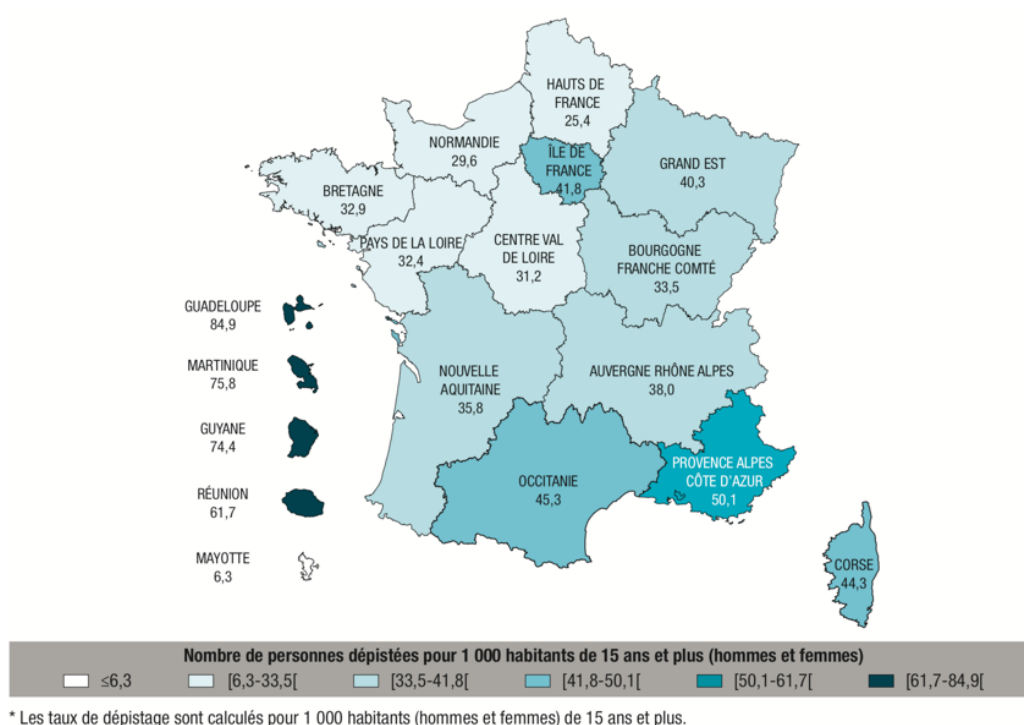 HAUTS DE
FRANCE
25,4
NORMANDIE
29,6
ÎLE DE
FRANCE
41,8
GRAND EST
40,3
BRETAGNE
32,9
PAYS DE LA LOIRE
32,4
CENTRE VAL
DE LOIRE
31,2
BOURGOGNE
FRANCHE COMTÉ
33,5
GUADELOUPE
84,9
MARTINIQUE
75,8
GUYANE
74,4
RÉUNION
61,7
MAYOTTE
6,3
NOUVELLE
AQUITAINE
35,8
AUVERGNE RHÔNE ALPES
38,0
OCCITANIE
45,3
PROVENCE ALPES
CÔTE D'AZUR
50,1
CORSE
44,3
Nombre de personnes dépistées pour 1 000 habitants de 15 ans et plus (hommes et femmes)
≤6,3 [6,3-33,5[ [33,5-41,8[ [41,8-50,1[ [50,1-61,7[ [61,7-84,9[
* Les taux de dépistage sont calculés pour 1 000 habitants (hommes et femmes) de 15 ans et plus.